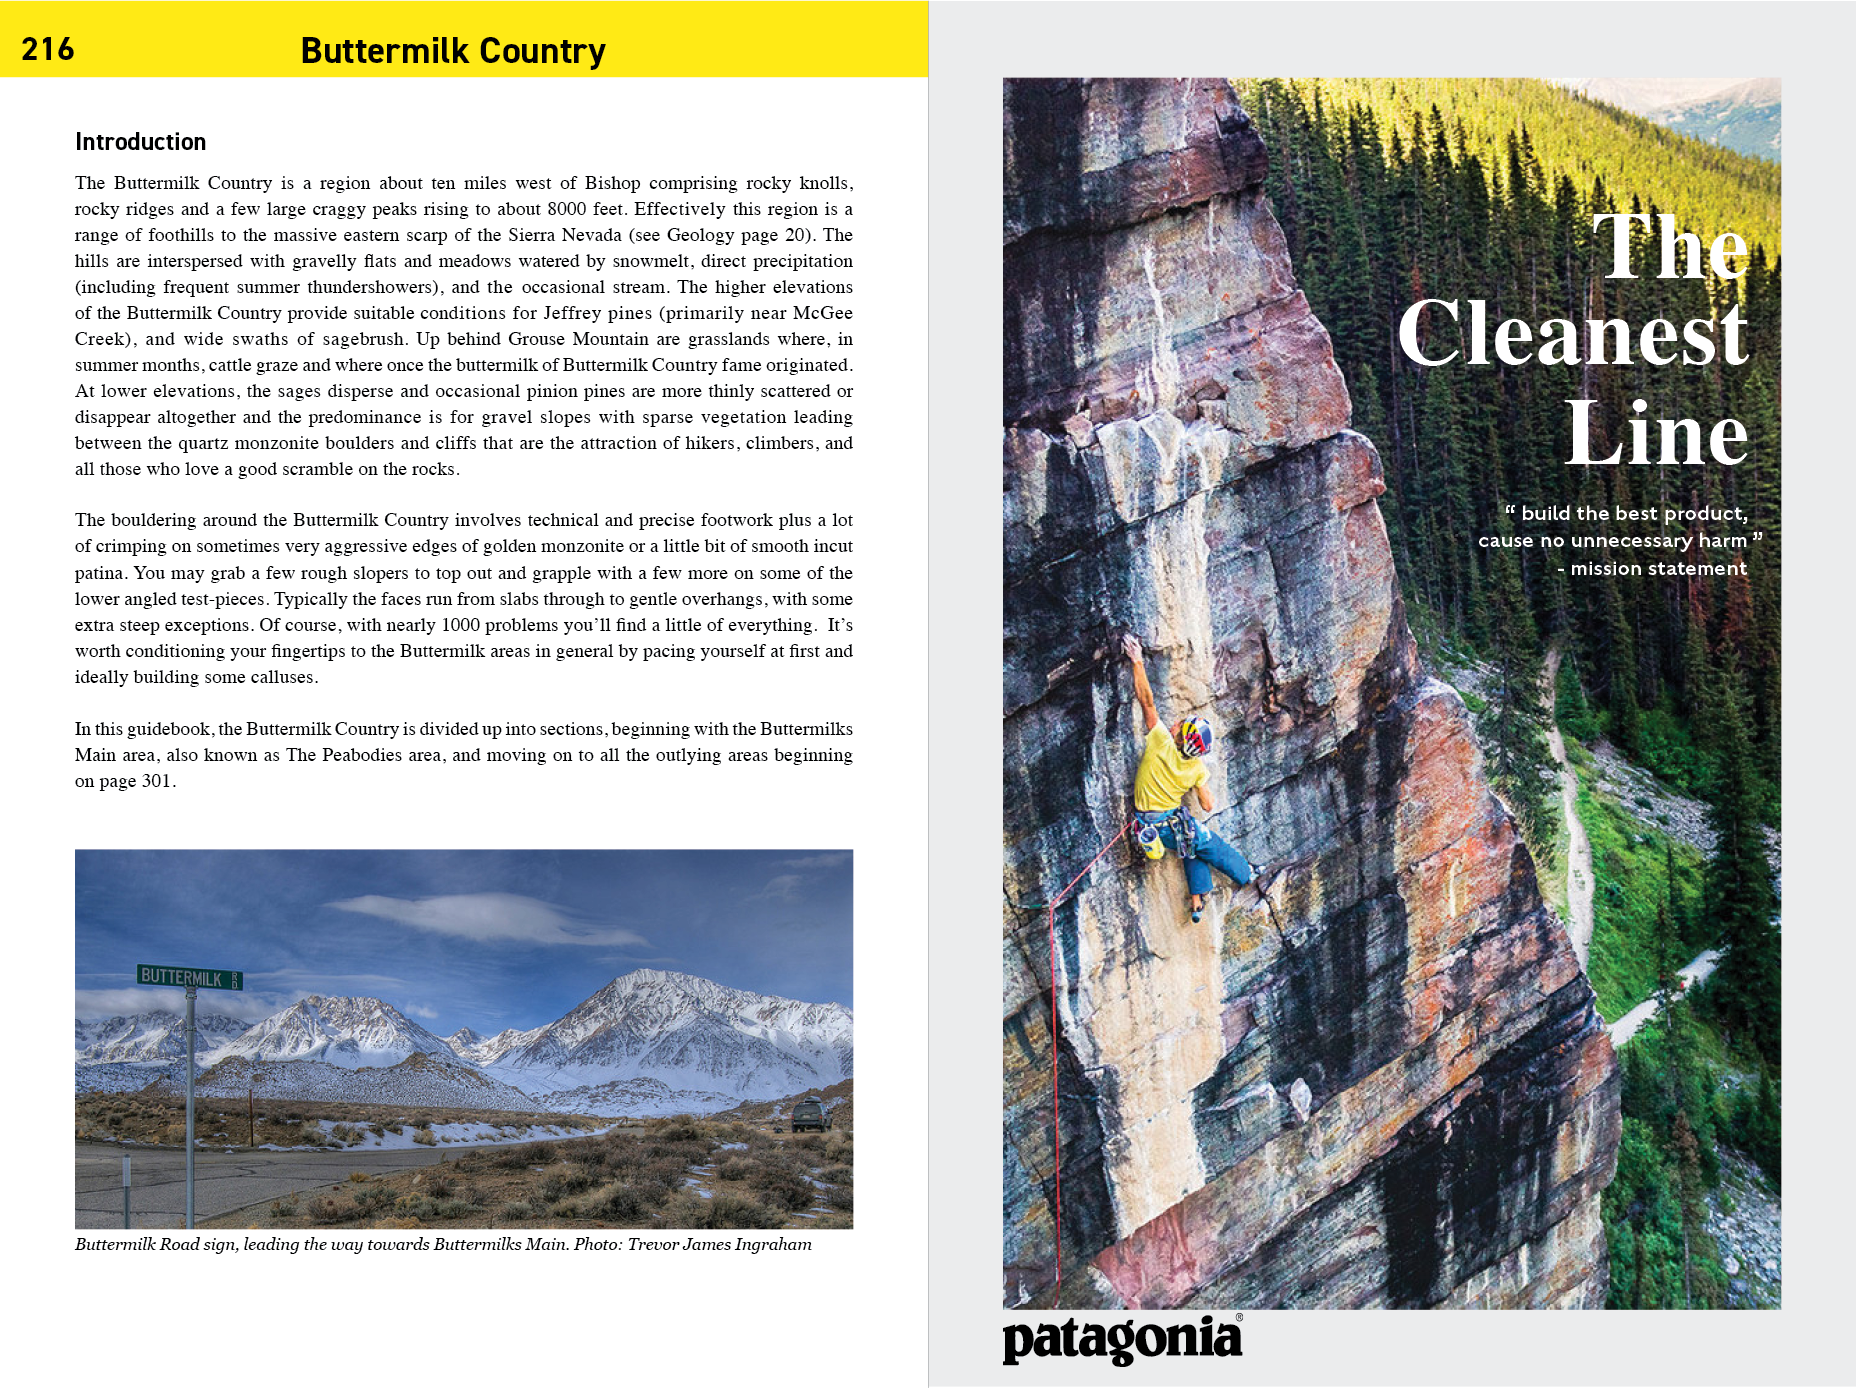 216
Buttermilk Country
Introduction
The Buttermilk Country is a region about ten miles west of Bishop comprising rocky knolls,
rocky ridges and a few large craggy peaks rising to about 8000 feet. Effectively this region is a
range of foothills to the massive eastern scarp of the Sierra Nevada (see Geology page 20). The
hills are interspersed with gravelly flats and meadows watered by snowmelt, direct precipitation
(including frequent summer thundershowers), and the occasional stream. The higher elevations
of the Buttermilk Country provide suitable conditions for Jeffrey pines (primarily near McGee
Creek), and wide swaths of sagebrush. Up behind Grouse Mountain are grasslands where, in
summer months, cattle graze and where once the buttermilk of Buttermilk Country fame originated.
At lower elevations, the sages disperse and occasional pinion pines are more thinly scattered or
disappear altogether and the predominance is for gravel slopes with sparse vegetation leading
between the quartz monzonite boulders and cliffs that are the attraction of hikers, climbers, and
all those who love a good scramble on the rocks.
The bouldering around the Buttermilk Country involves technical and precise footwork plus a lot
of crimping on sometimes very aggressive edges of golden monzonite or a little bit of smooth incut
patina. You may grab a few rough slopers to top out and grapple with a few more on some of the
lower angled test-pieces. Typically the faces run from slabs through to gentle overhangs, with some
extra steep exceptions. Of course, with nearly 1000 problems you’ll find a little of everything.  It’s
worth conditioning your fingertips to the Buttermilk areas in general by pacing yourself at first and
ideally building some calluses.
In this guidebook, the Buttermilk Country is divided up into sections, beginning with the Buttermilks
Main area, also known as The Peabodies area, and moving on to all the outlying areas beginning
on page 301.
BUTTERMILK RD
Buttermilk Road sign, leading the way towards Buttermilks Main. Photo: Trevor James Ingraham
The
Cleanest
Line
“ build the best product,
cause no unnecessary harm ”
- mission statement
patagonia®